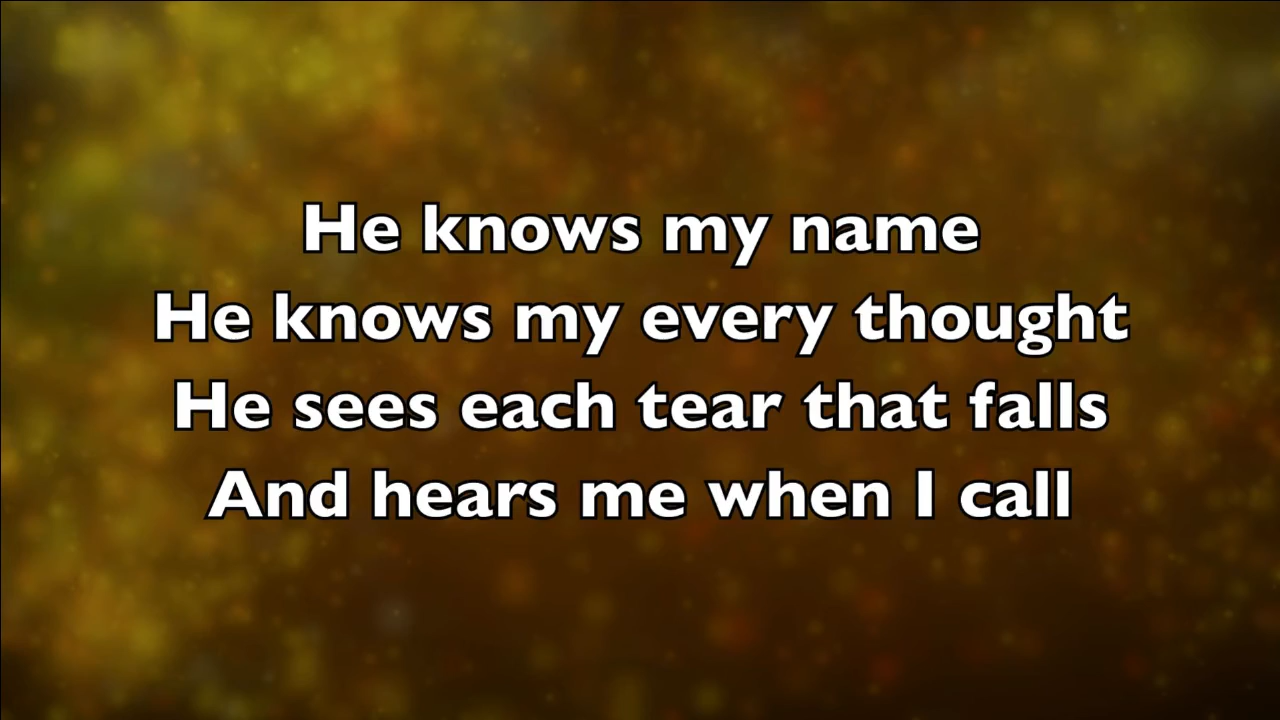 He knows my name
He knows my every thought
He sees each tear that falls
And hears me when I call